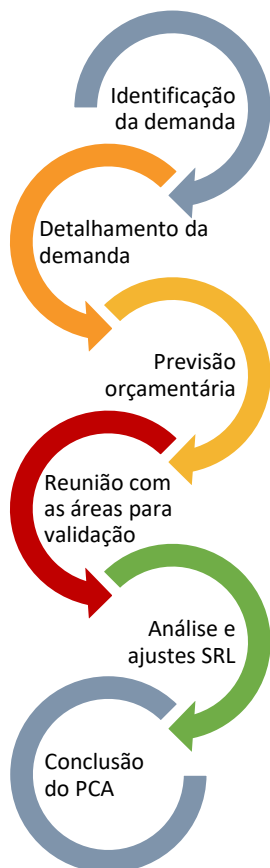 Identificação
da demanda
Detalhamento da
demanda
Previsão
orçamentária
Reunião com
as áreas para
validação
Análise e
ajustes SRL
Conclusão
do PCA